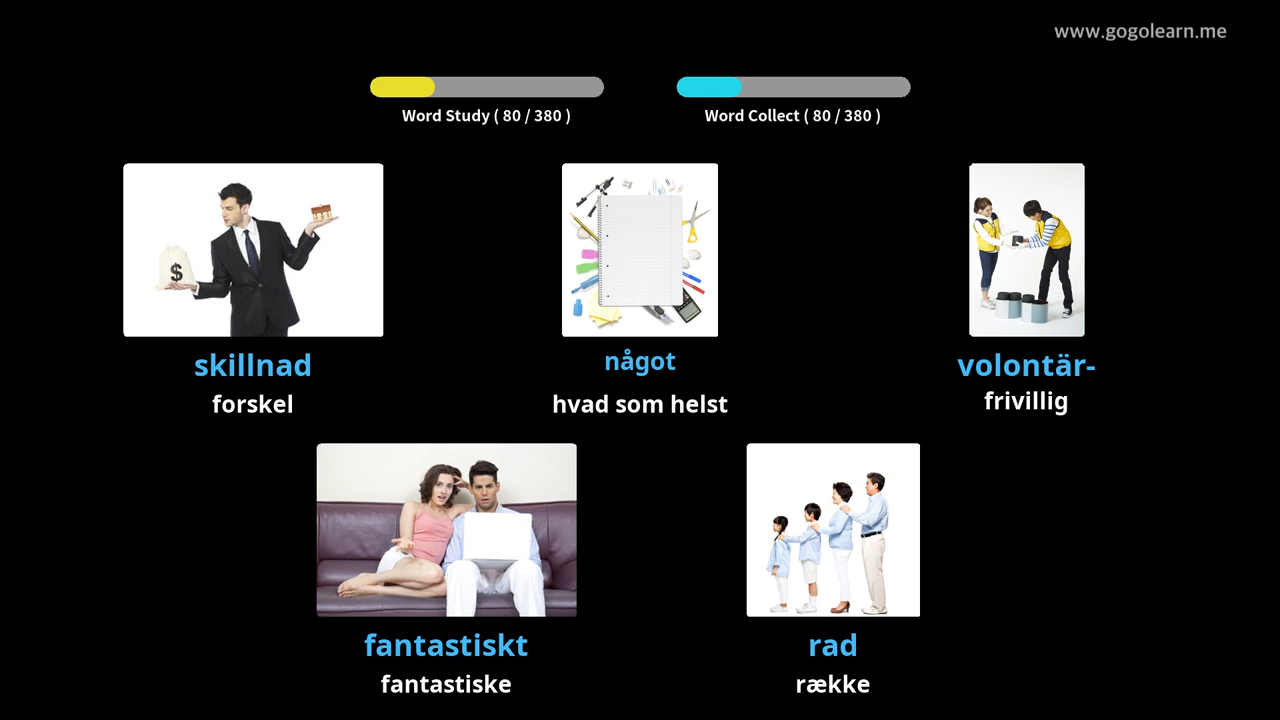 www.gogolearn.me
Word Study ( 80 / 380 )
Word Collect ( 80 / 380 )
$
skillnad
forskel
något
hvad som helst
volontär-
frivillig
fantastiskt
fantastiske
rad
række